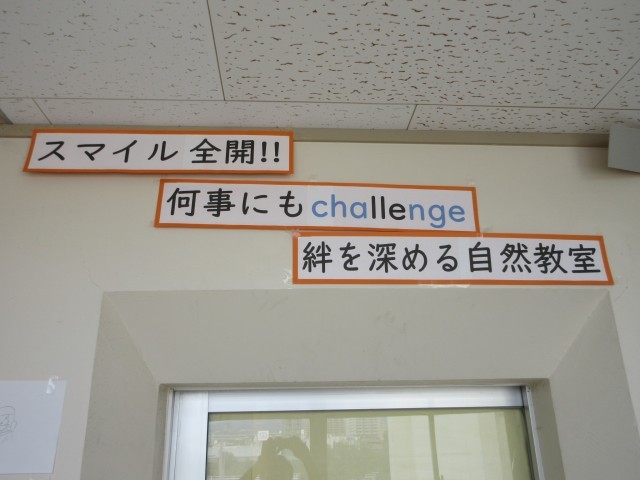 スマイル 全開!!
何事にもchallenge
絆を深める自然教室